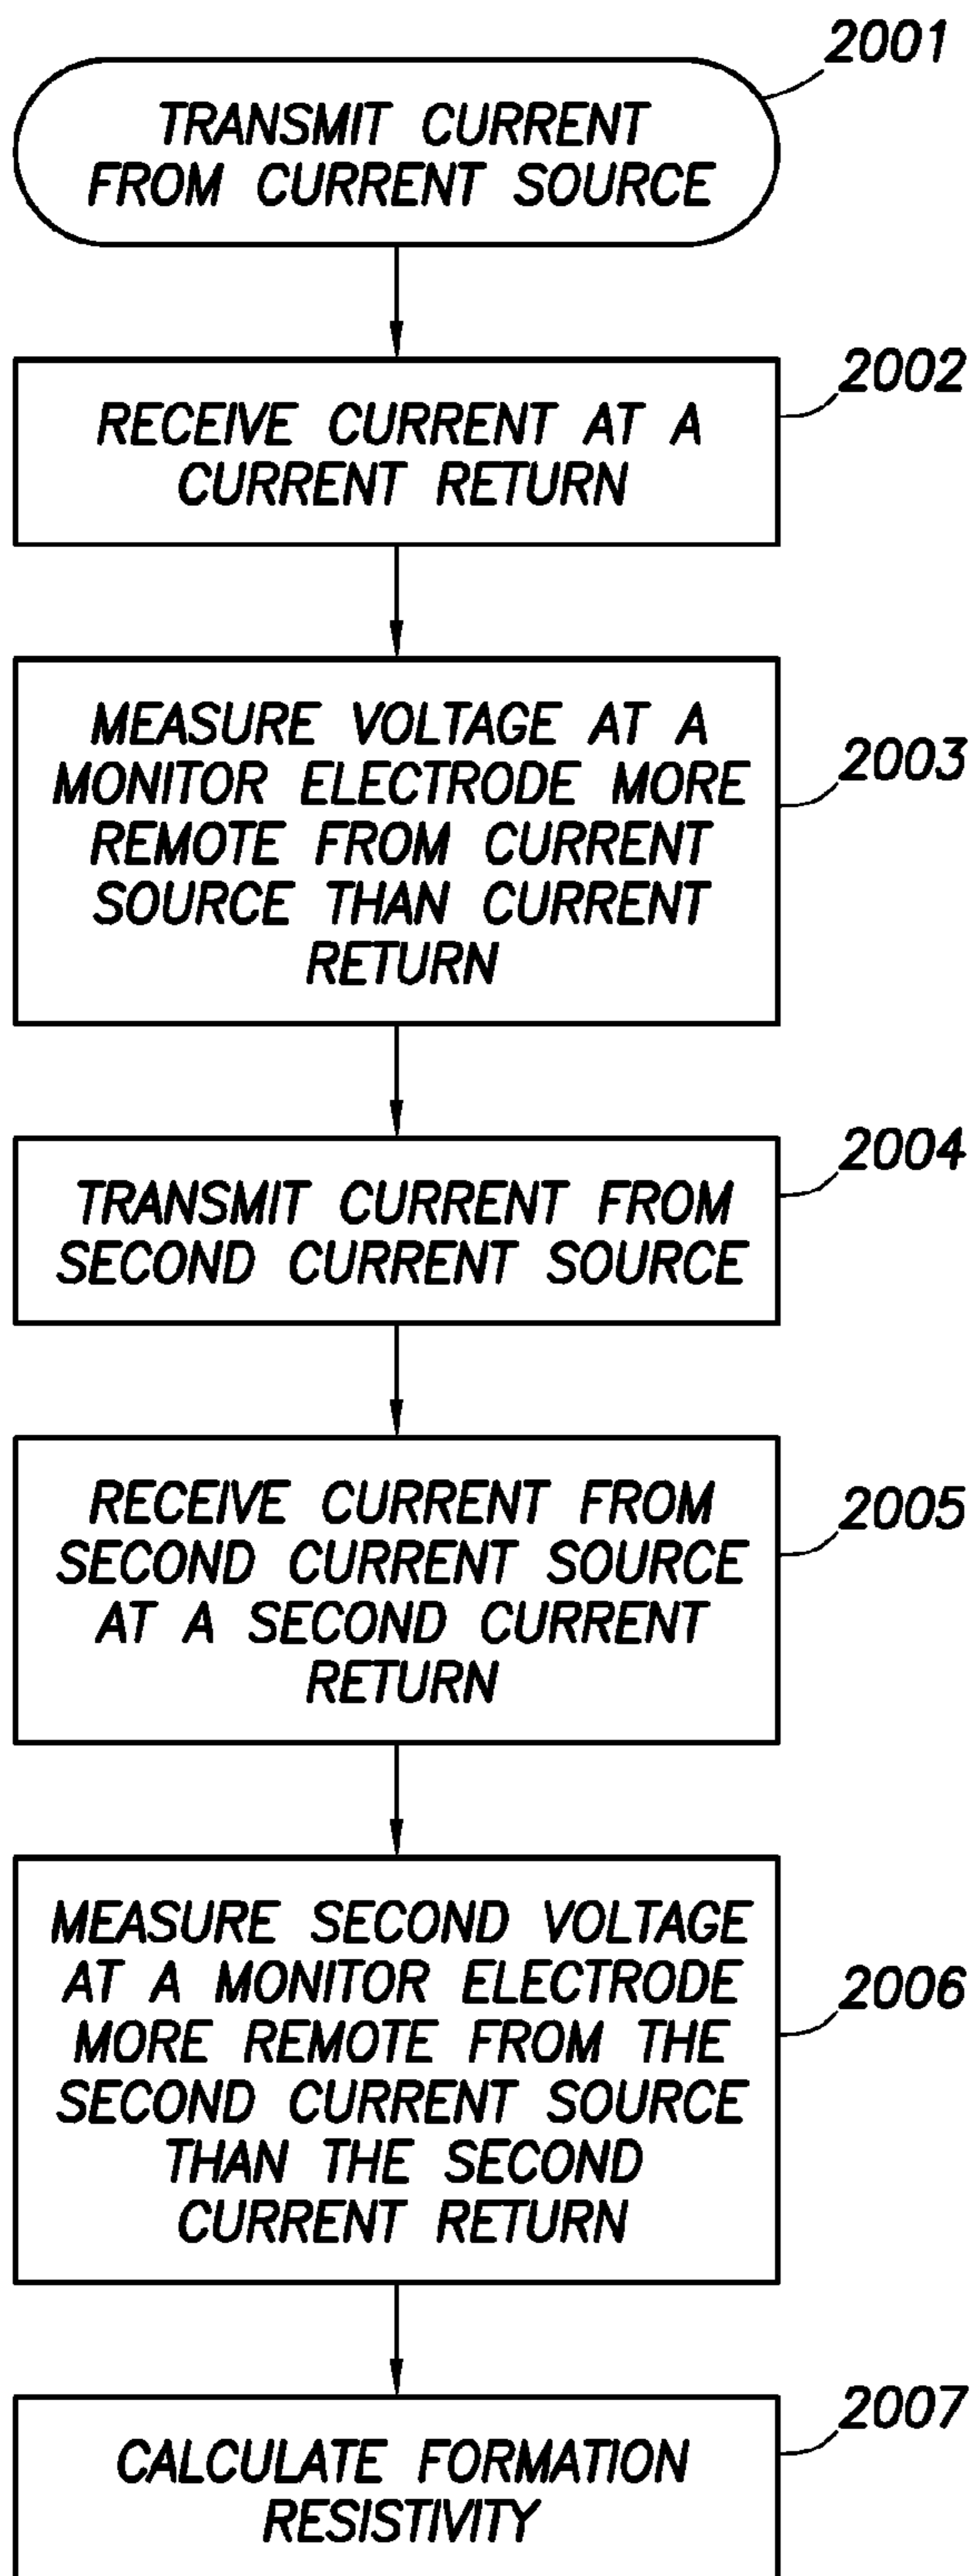 2001
TRANSMIT CURRENT
FROM CURRENT SOURCE
2002
RECEIVE CURRENT AT A
CURRENT RETURN
2003
MEASURE VOLTAGE AT A
MONITOR ELECTRODE MORE
REMOTE FROM CURRENT
SOURCE THAN CURRENT
RETURN
2004
TRANSMIT CURRENT FROM
SECOND CURRENT SOURCE
2005
RECEIVE CURRENT FROM
SECOND CURRENT SOURCE
AT A SECOND CURRENT
RETURN
2006
MEASURE SECOND VOLTAGE
AT A MONITOR ELECTRODE
MORE REMOTE FROM THE
SECOND CURRENT SOURCE
THAN THE SECOND
CURRENT RETURN
2007
CALCULATE FORMATION
RESISTIVITY